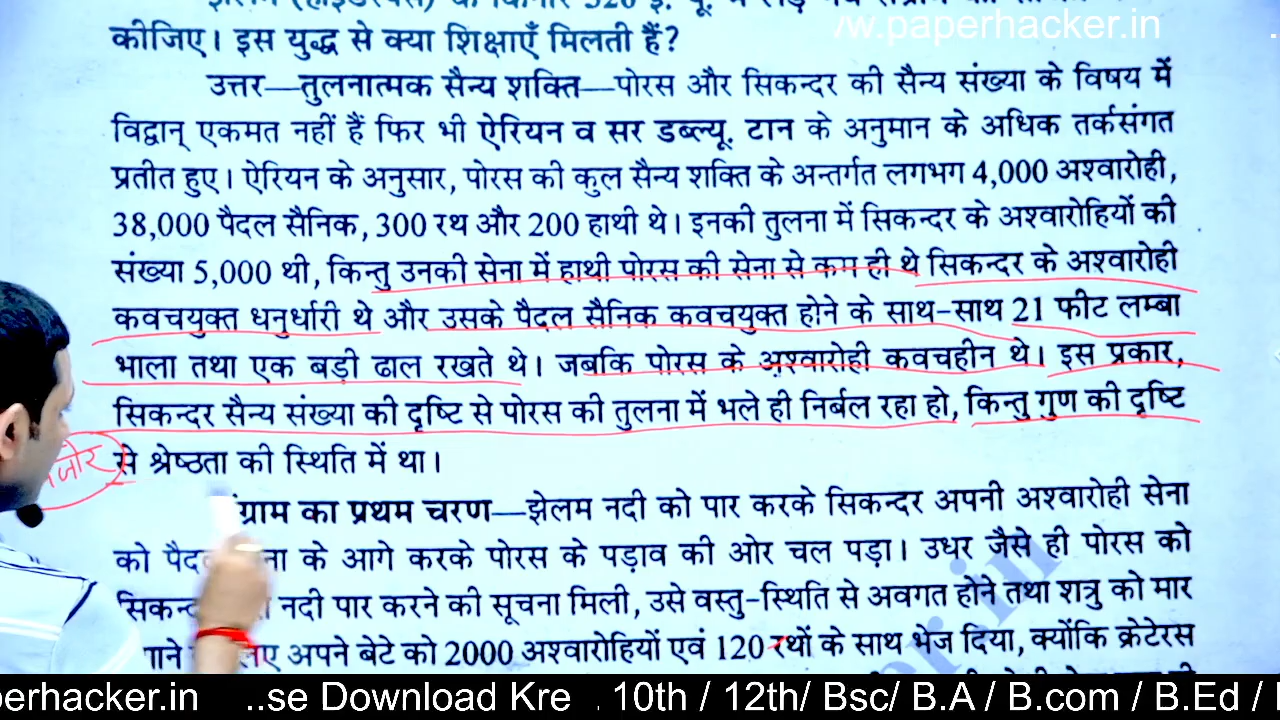 www.paperhacker.in
कीजिए। इस युद्ध से क्या शिक्षाएँ मिलती हैं?
उत्तर—तुलनात्मक सैन्य शक्ति—पोरस और सिकन्दर की सैन्य संख्या के विषय में
विद्वान् एकमत नहीं हैं फिर भी ऐरियन व सर डब्ल्यू. टान के अनुमान के अधिक तर्कसंगत
प्रतीत हुए। ऐरियन के अनुसार, पोरस की कुल सैन्य शक्ति के अन्तर्गत लगभग 4,000 अश्वारोही,
38,000 पैदल सैनिक, 300 रथ और 200 हाथी थे। इनकी तुलना में सिकन्दर के अश्वारोहियों की
संख्या 5,000 थी, किन्तु उनकी सेना में हाथी पोरस की सेना से कम ही थे सिकन्दर के अश्वारोही
कवचयुक्त धनुर्धारी थे और उसके पैदल सैनिक कवचयुक्त होने के साथ-साथ 21 फीट लम्बा
भाला तथा एक बड़ी ढाल रखते थे। जबकि पोरस के अश्वारोही कवचहीन थे। इस प्रकार,
सिकन्दर सैन्य संख्या की दृष्टि से पोरस की तुलना में भले ही निर्बल रहा हो, किन्तु गुण की दृष्टि
से श्रेष्ठता की स्थिति में था।
ग्राम का प्रथम चरण—झेलम नदी को पार करके सिकन्दर अपनी अश्वारोही सेना
को पैद ना के आगे करके पोरस के पड़ाव की ओर चल पड़ा। उधर जैसे ही पोरस को
सिकन्द नदी पार करने की सूचना मिली, उसे वस्तु-स्थिति से अवगत होने तथा शत्रु को मार
गाने लिए अपने बेटे को 2000 अश्वारोहियों एवं 120 रथों के साथ भेज दिया, क्योंकि क्रेटेरस
perhacker.in ..se Download Kre . 10th / 12th/ Bsc/ B.A / B.com / B.Ed /